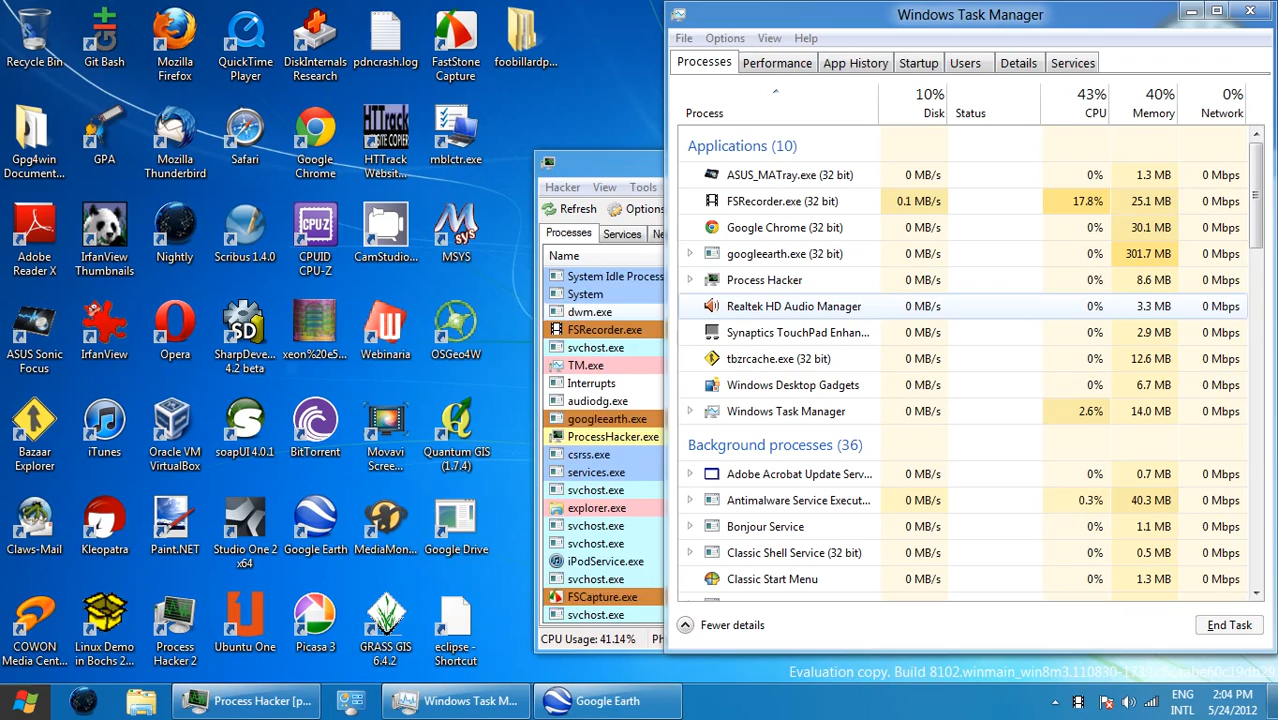 Recycle Bin
Git Bash
Mozilla
Firefox
QuickTime
Player
DiskInternals
Research
pdncrash.log
FastStone
Capture
foobillardp...
Gpg4win
Document...
GPA
Mozilla
Thunderbird
Safari
Google
Chrome
HTTrack
Websit...
mblctr.exe
Adobe
Reader X
IrfanView
Thumbnails
Nightly
Scribus 1.4.0
CPUID
CPU-Z
CamStudio...
MSYS
ASUS Sonic
Focus
IrfanView
Opera
SharpDeve...
4.2 beta
xeon%20e5...
Webinaria
OSGeo4W
Bazaar
Explorer
iTunes
Oracle VM
VirtualBox
soapUI 4.0.1
BitTorrent
Movavi
Scree...
Quantum GIS
(1.7.4)
Claws-Mail
Kleopatra
Paint.NET
Studio One 2
x64
Google Earth
MediaMon...
Google Drive
COWON
Media Cent...
Linux Demo
in Bochs 2...
Process
Hacker 2
Ubuntu One
Picasa 3
GRASS GIS
6.4.2
eclipse -
Shortcut
Hacker View Tools
Refresh Options
Processes Services Ne
Name
System Idle Process
System
dwm.exe
FSRecorder.exe
svchost.exe
TM.exe
Interrupts
audiodg.exe
googleearth.exe
ProcessHacker.exe
csrss.exe
services.exe
svchost.exe
explorer.exe
svchost.exe
svchost.exe
iPodService.exe
svchost.exe
FSCapture.exe
svchost.exe
CPU Usage: 41.14% Ph
Windows Task Manager
File Options View Help
Processes Performance App History Startup Users Details Services
10% 43% 40% 0%
Process Disk Status CPU Memory Network
Applications (10)
ASUS_MATray.exe (32 bit) 0 MB/s 0% 1.3 MB 0 Mbps
FSRecorder.exe (32 bit) 0.1 MB/s 17.8% 25.1 MB 0 Mbps
Google Chrome (32 bit) 0 MB/s 0% 30.1 MB 0 Mbps
googleearth.exe (32 bit) 0 MB/s 0% 301.7 MB 0 Mbps
Process Hacker 0 MB/s 0% 8.6 MB 0 Mbps
Realtek HD Audio Manager 0 MB/s 0% 3.3 MB 0 Mbps
Synaptics TouchPad Enhan... 0 MB/s 0% 2.9 MB 0 Mbps
tbzrcache.exe (32 bit) 0 MB/s 0% 12.6 MB 0 Mbps
Windows Desktop Gadgets 0 MB/s 0% 6.7 MB 0 Mbps
Windows Task Manager 0 MB/s 2.6% 14.0 MB 0 Mbps
Background processes (36)
Adobe Acrobat Update Serv... 0 MB/s 0% 0.7 MB 0 Mbps
Antimalware Service Execut... 0 MB/s 40.3 MB 0 Mbps
Bonjour Service 0 MB/s 0% 1.1 MB 0 Mbps
Classic Shell Service (32 bit) 0 MB/s 0% 0.5 MB 0 Mbps
Classic Start Menu 0 MB/s 0% 1.3 MB 0 Mbps
Fewer details End Task
Evaluation copy. Build 8102.winmain_win8m3.110830-1739
Process Hacker [p...
Windows Task M...
Google Earth
ENG
INTL
2:04 PM
5/24/2012